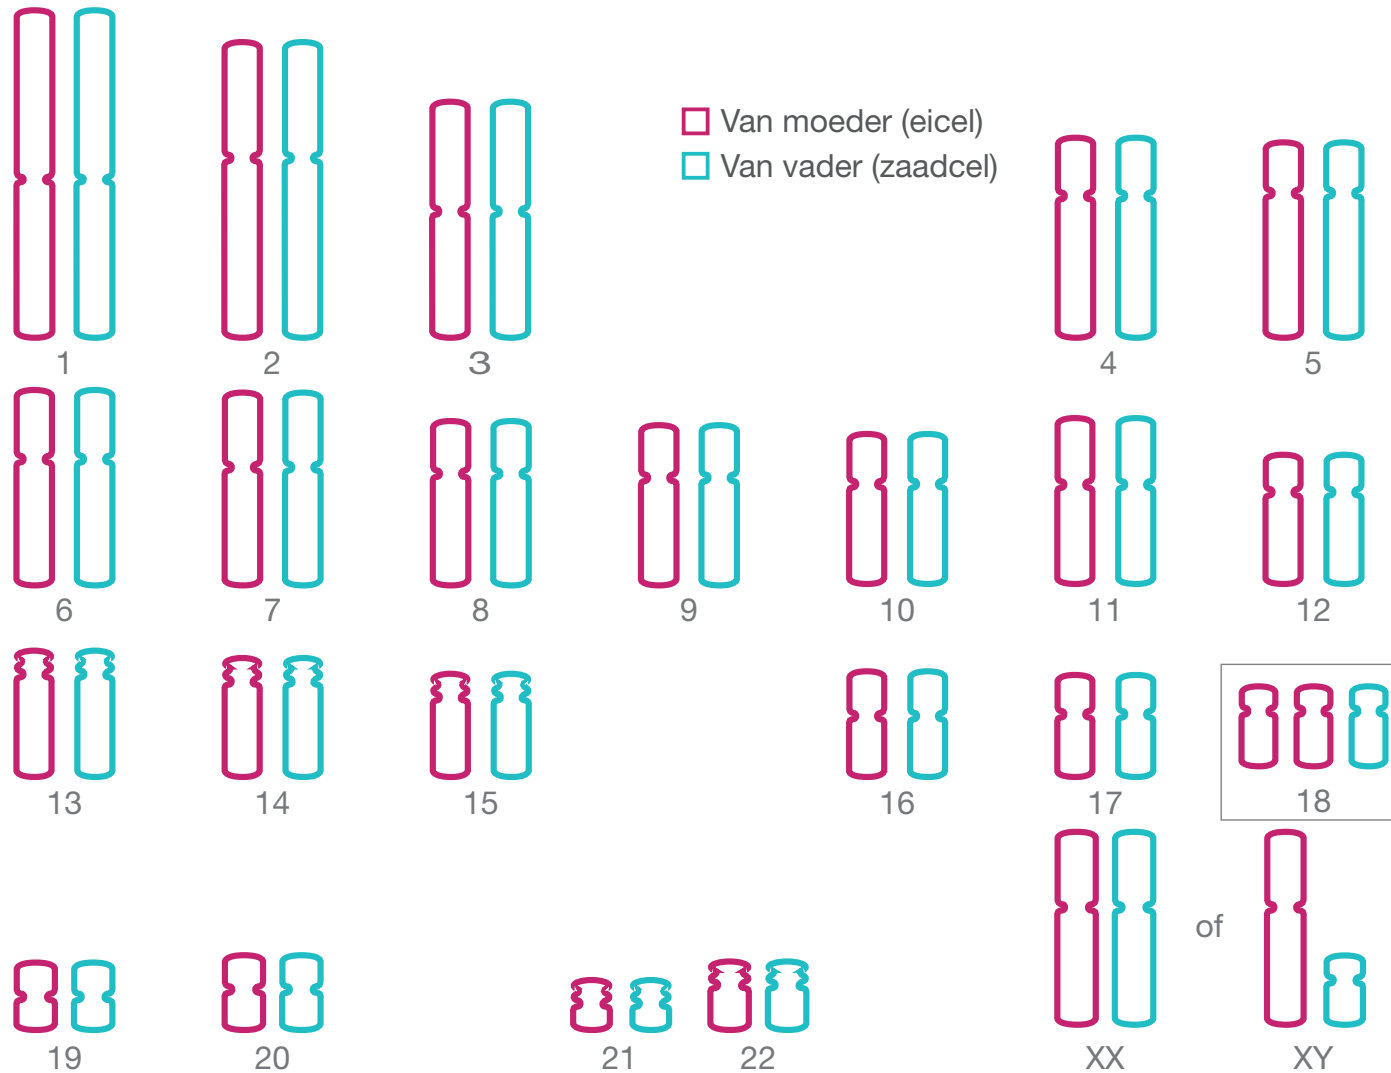 Van moeder (eicel)
Van vader (zaadcel)
1 2 3 4 5
6 7 8 9 10 11 12
13 14 15 16 17 18
of
19 20 21 22 XX XY